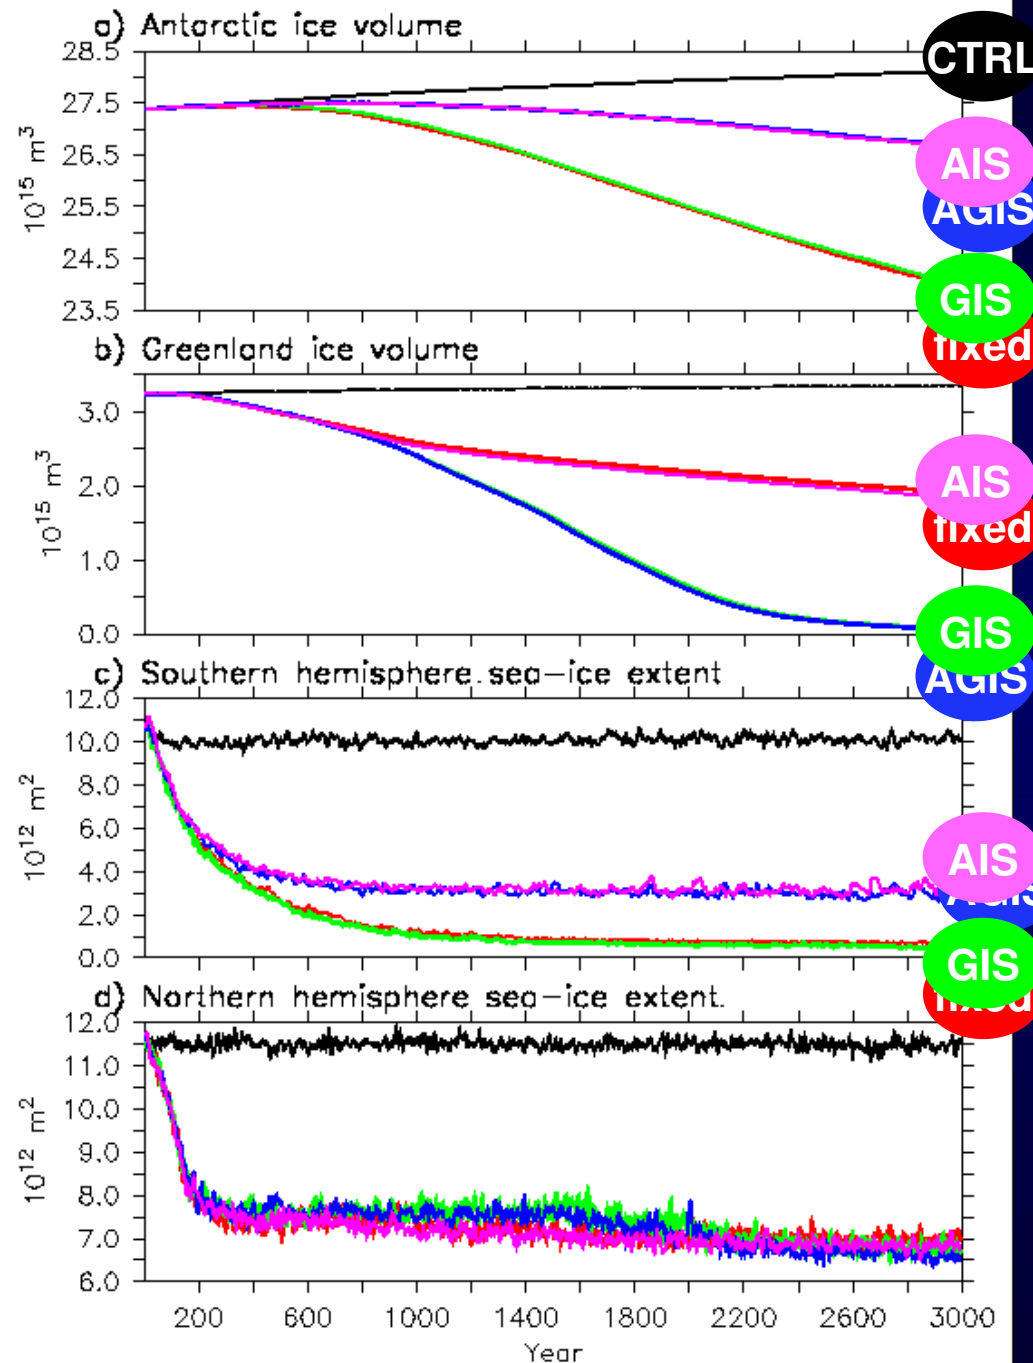 a) Antarctic ice volume
28.5
27.5
26.5
25.5
24.5
23.5
10¹⁵ m³
CTRL
AIS
AGIS
GIS
fixed
b) Greenland ice volume
3.0
2.0
1.0
0.0
10¹⁵ m³
AIS
fixed
GIS
AGIS
c) Southern hemisphere sea-ice extent
12.0
10.0
8.0
6.0
4.0
2.0
0.0
10¹² m²
AIS
AGIS
GIS
fixed
d) Northern hemisphere sea-ice extent.
12.0
11.0
10.0
9.0
8.0
7.0
6.0
10¹² m²
200 600 1000 1400 1800 2200 2600 3000
Year